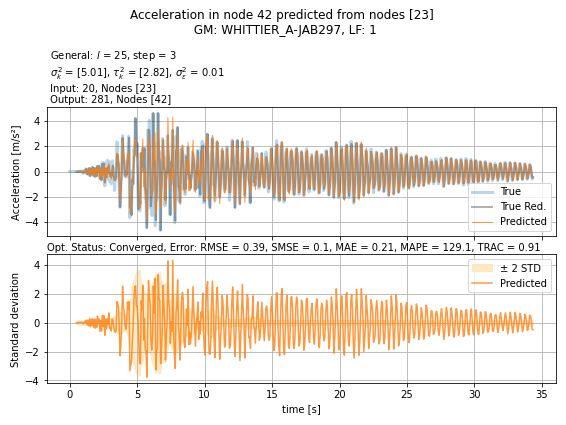 Acceleration in node 42 predicted from nodes [23]
GM: WHITTIER_A-JAB297, LF: 1
General: l = 25, step = 3
σ²ₖ = [5.01], τ²ₖ = [2.82], σ²ε = 0.01
Input: 20, Nodes [23]
Output: 281, Nodes [42]
Acceleration [m/s²]
4
2
0
−2
−4
True
True Red.
Predicted
Opt. Status: Converged, Error: RMSE = 0.39, SMSE = 0.1, MAE = 0.21, MAPE = 129.1, TRAC = 0.91
Standard deviation
4
2
0
−2
−4
± 2 STD
Predicted
0 5 10 15 20 25 30 35
time [s]